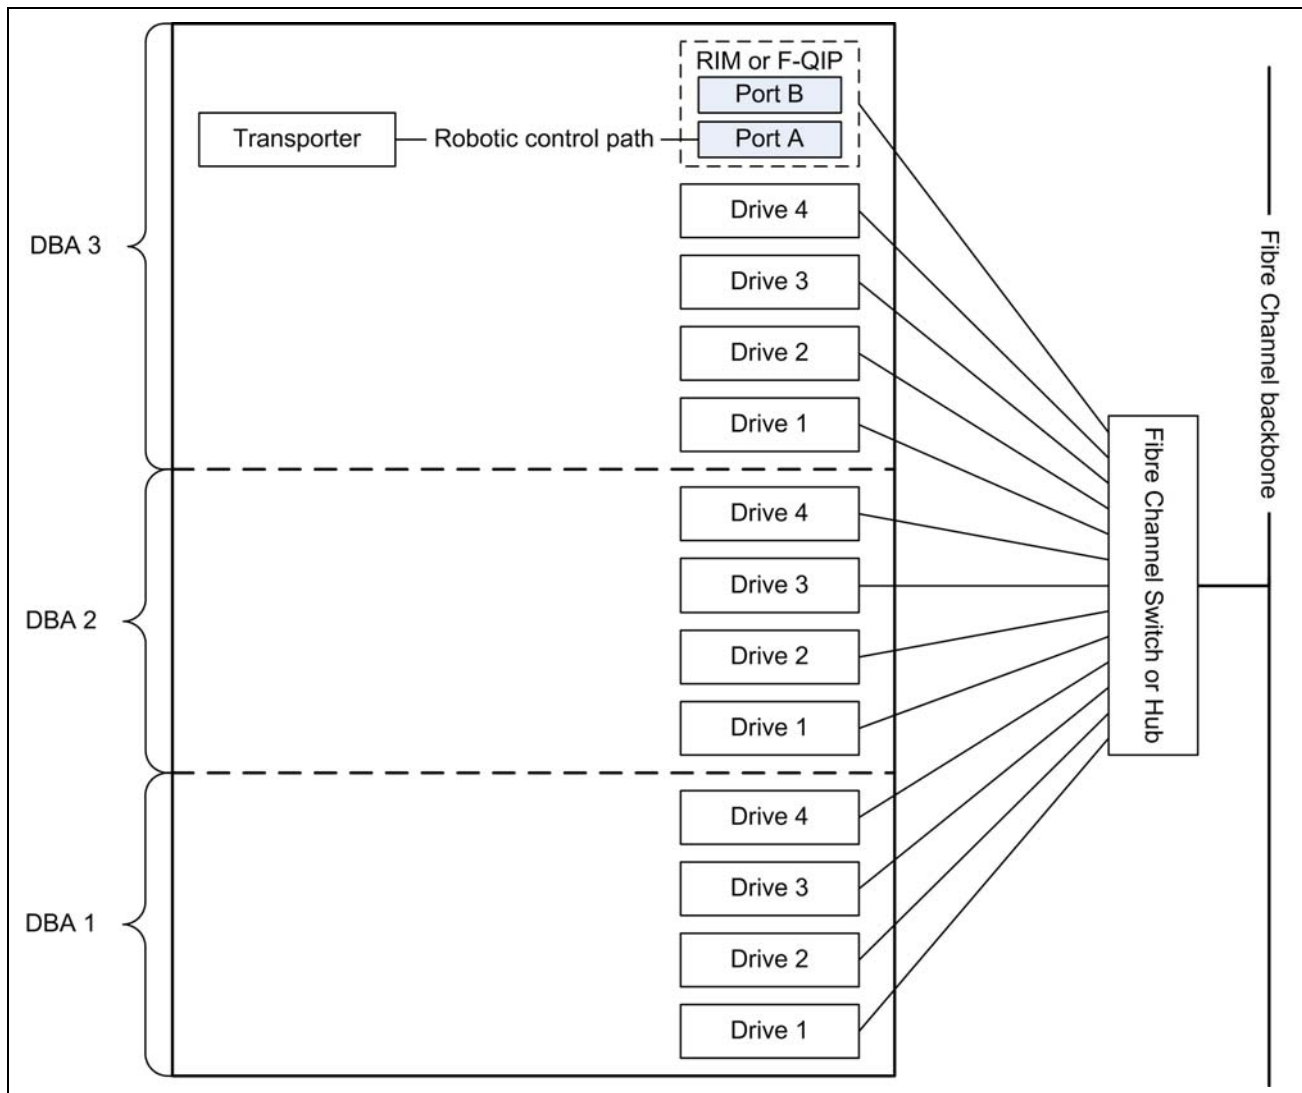 RIM or F-QIP
Port B
Transporter
Robotic control path
Port A
Drive 4
DBA 3
Drive 3
Drive 2
Drive 1
Drive 4
Drive 3
DBA 2
Drive 2
Drive 1
Drive 4
Drive 3
DBA 1
Drive 2
Drive 1
Fibre Channel Switch or Hub
Fibre Channel backbone